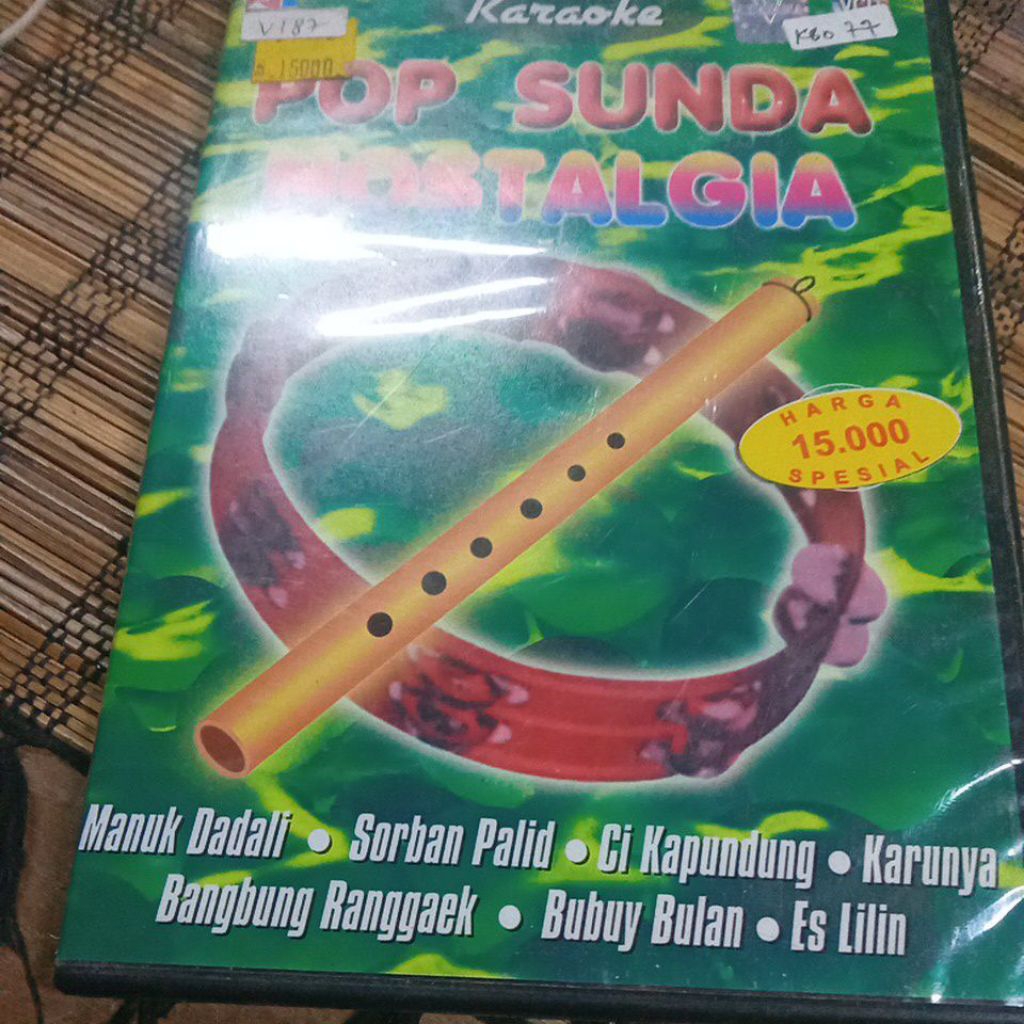 Karaoke
V187
K80 77
15000
POP SUNDA
NOSTALGIA
HARGA
15.000
SPESIAL
Manuk Dadali • Sorban Palid • Ci Kapundung • Karunya
Bangbung Ranggaek • Bubuy Bulan • Es Lilin